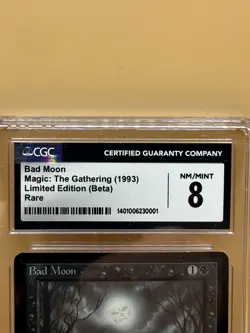 CGC
CERTIFIED GUARANTY COMPANY
Bad Moon
Magic: The Gathering (1993)
Limited Edition (Beta)
Rare
NM/MINT
8
1401006230001
Bad Moon
1